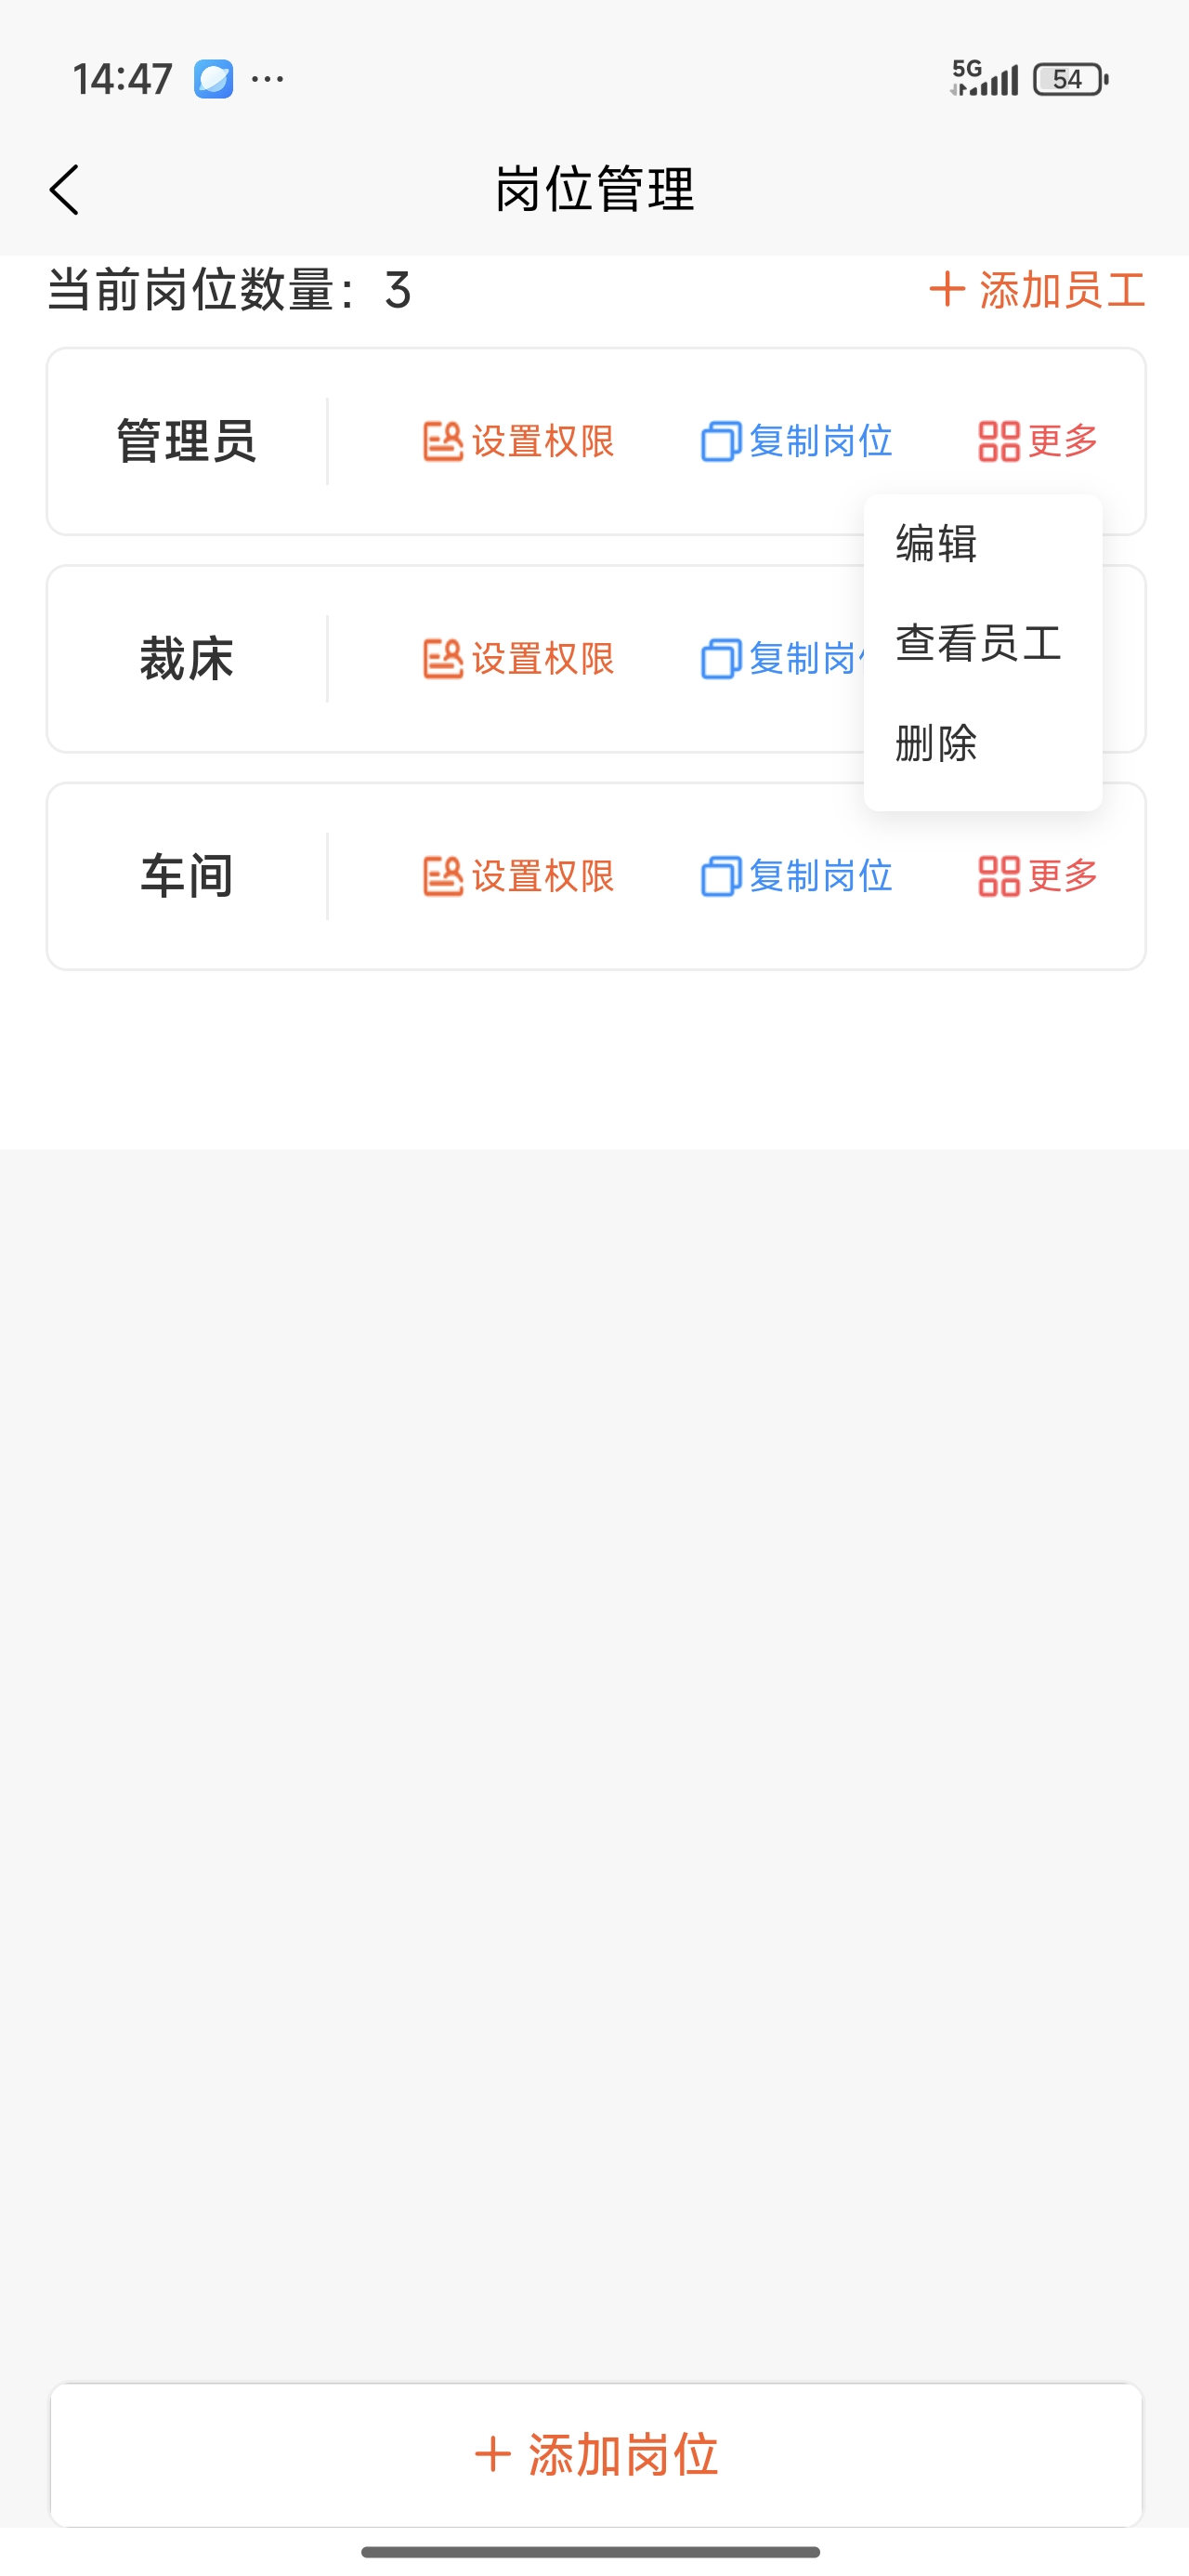 14:47 ... 5G 54
岗位管理
当前岗位数量：3 + 添加员工
管理员 设置权限 复制岗位 更多
编辑
裁床 设置权限 复制岗 查看员工
删除
车间 设置权限 复制岗位 更多
+ 添加岗位